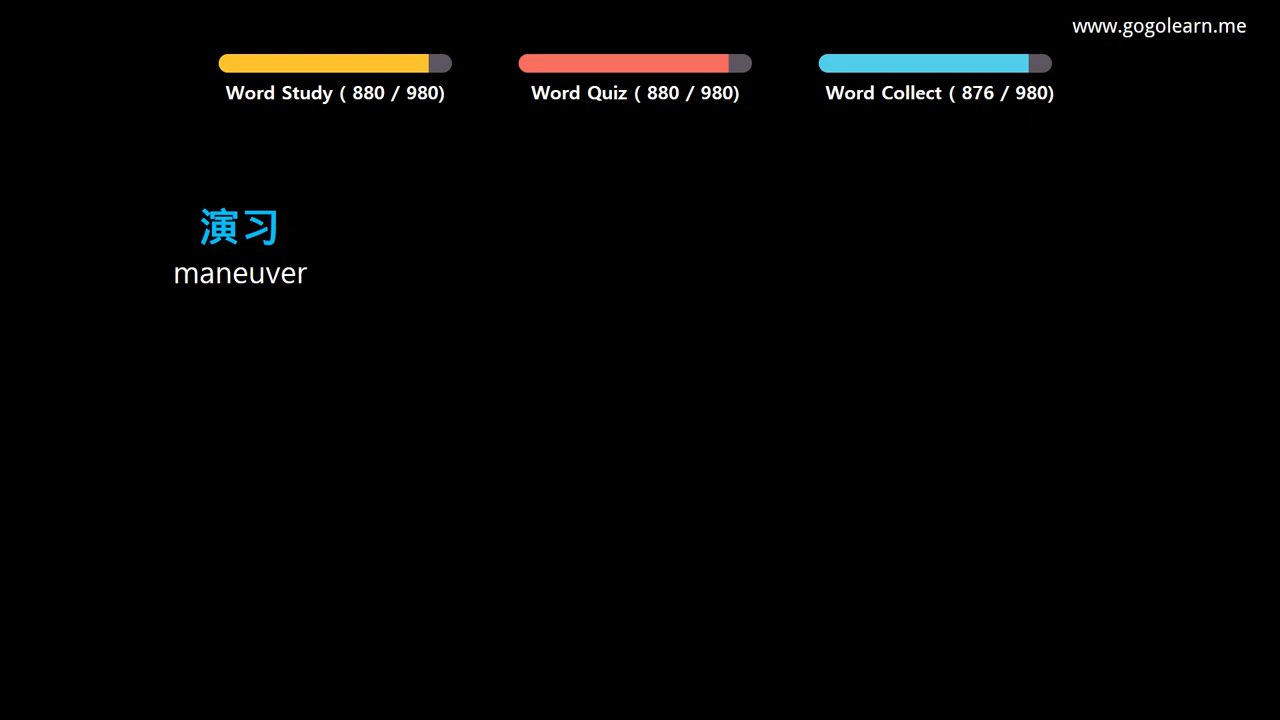 www.gogolearn.me
Word Study ( 880 / 980)
Word Quiz ( 880 / 980)
Word Collect ( 876 / 980)
演习
maneuver